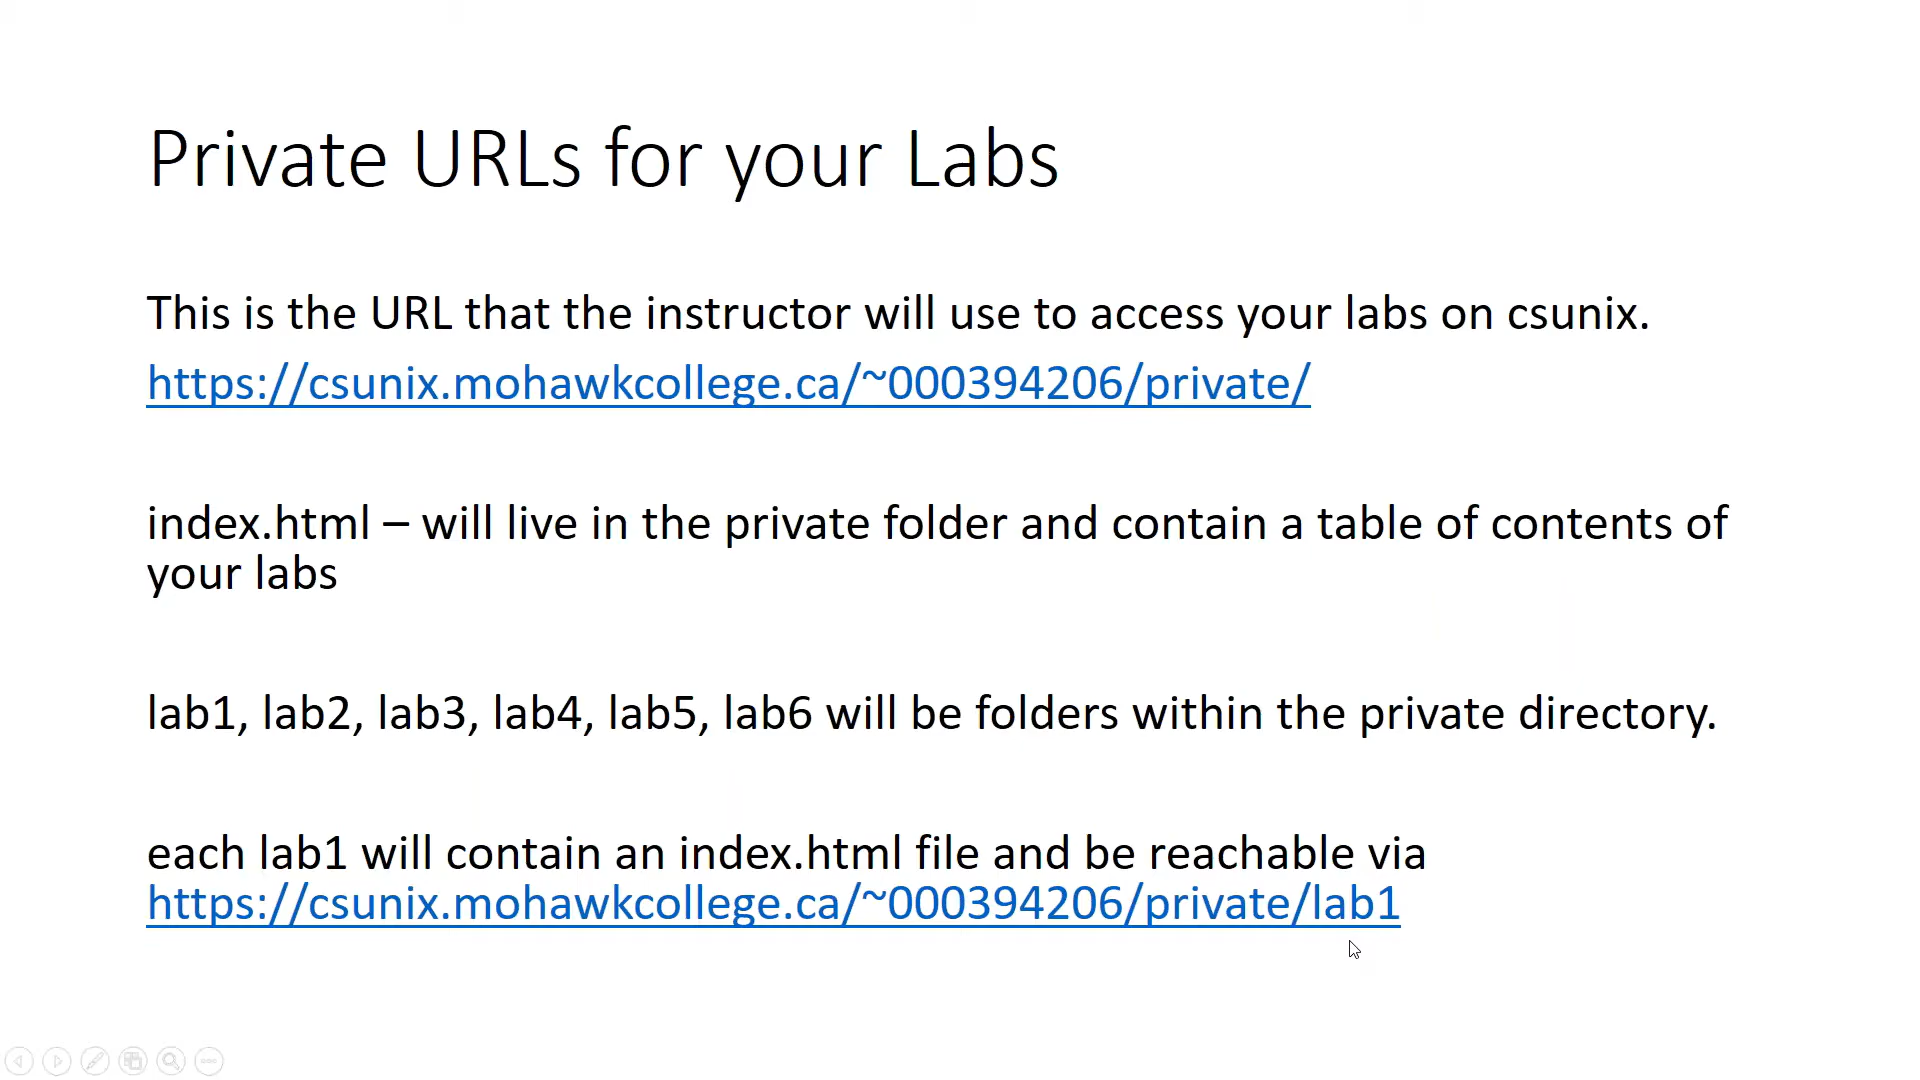 Private URLs for your Labs
This is the URL that the instructor will use to access your labs on csunix.
https://csunix.mohawkcollege.ca/~000394206/private/
index.html – will live in the private folder and contain a table of contents of
your labs
lab1, lab2, lab3, lab4, lab5, lab6 will be folders within the private directory.
each lab1 will contain an index.html file and be reachable via
https://csunix.mohawkcollege.ca/~000394206/private/lab1